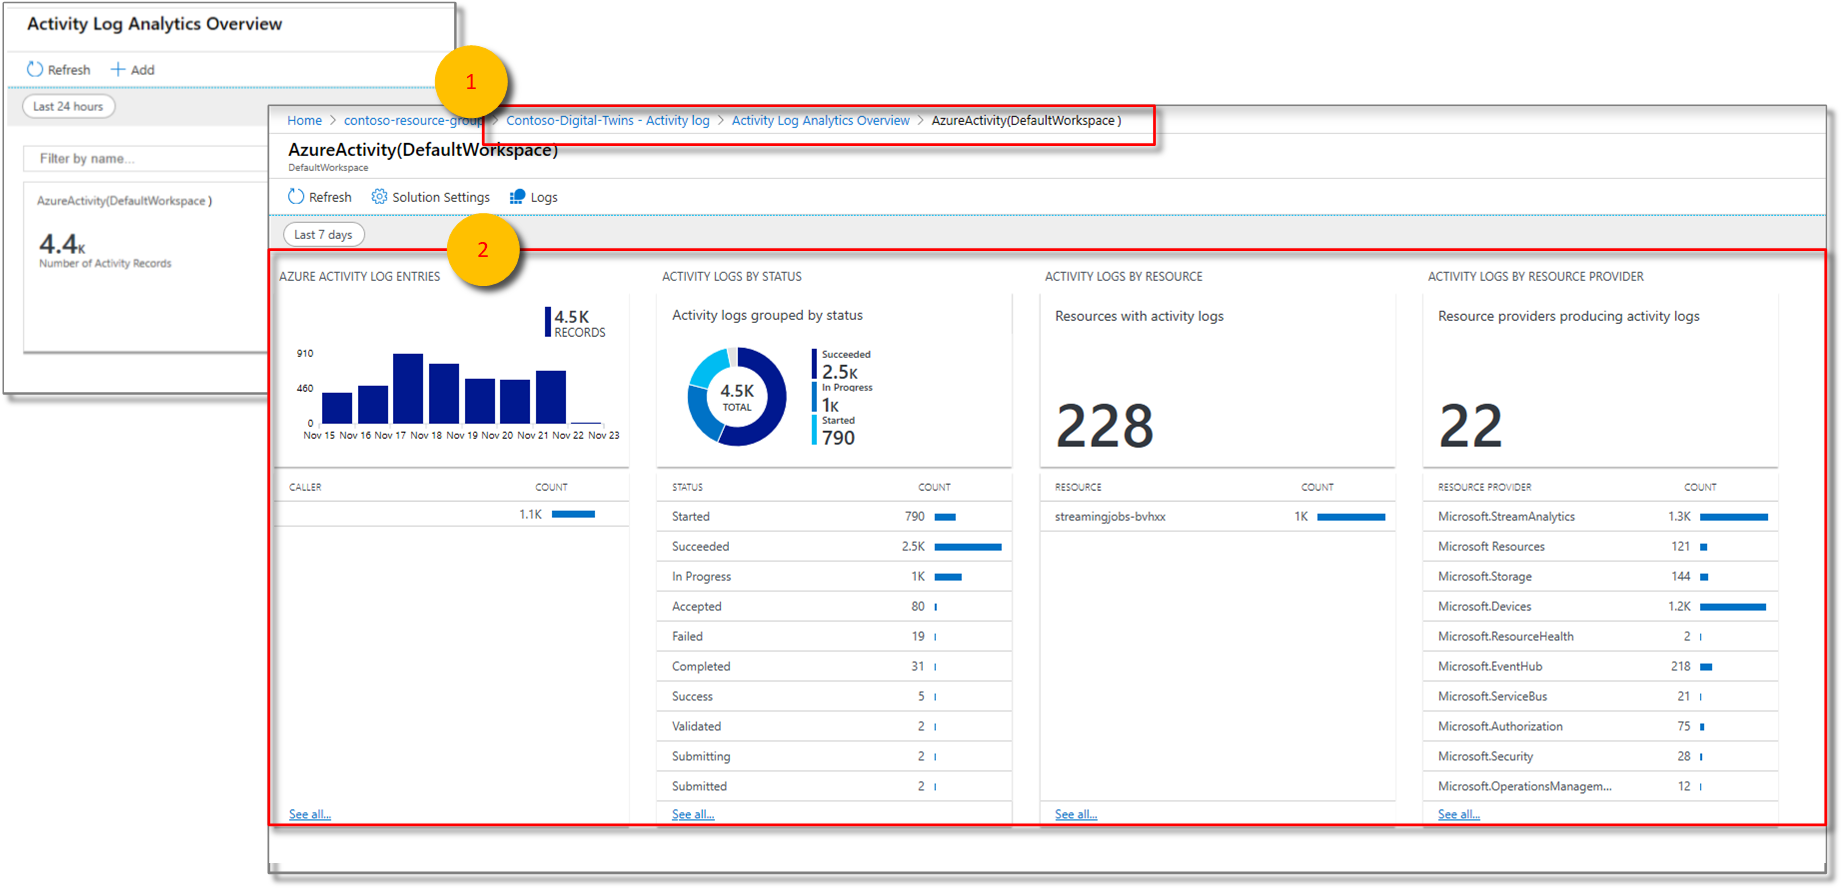 Activity Log Analytics Overview
Refresh Add
Last 24 hours
Filter by name...
AzureActivity(DefaultWorkspace )
4.4K
Number of Activity Records
1
Home > contoso-resource-group > Contoso-Digital-Twins - Activity log > Activity Log Analytics Overview > AzureActivity(DefaultWorkspace )
AzureActivity(DefaultWorkspace)
DefaultWorkspace
Refresh Solution Settings Logs
Last 7 days
2
AZURE ACTIVITY LOG ENTRIES
4.5K
RECORDS
910
460
0
Nov 15 Nov 16 Nov 17 Nov 18 Nov 19 Nov 20 Nov 21 Nov 22 Nov 23
CALLER COUNT
1.1K
See all...
ACTIVITY LOGS BY STATUS
Activity logs grouped by status
4.5K
TOTAL
Succeeded
2.5K
In Progress
1K
Started
790
STATUS COUNT
Started 790
Succeeded 2.5K
In Progress 1K
Accepted 80
Failed 19
Completed 31
Success 5
Validated 2
Submitting 2
Submitted 2
See all...
ACTIVITY LOGS BY RESOURCE
Resources with activity logs
228
RESOURCE COUNT
streamingjobs-bvhxx 1K
See all...
ACTIVITY LOGS BY RESOURCE PROVIDER
Resource providers producing activity logs
22
RESOURCE PROVIDER COUNT
Microsoft.StreamAnalytics 1.3K
Microsoft Resources 121
Microsoft.Storage 144
Microsoft.Devices 1.2K
Microsoft.ResourceHealth 2
Microsoft.EventHub 218
Microsoft.ServiceBus 21
Microsoft.Authorization 75
Microsoft.Security 28
Microsoft.OperationsManagem... 12
See all...